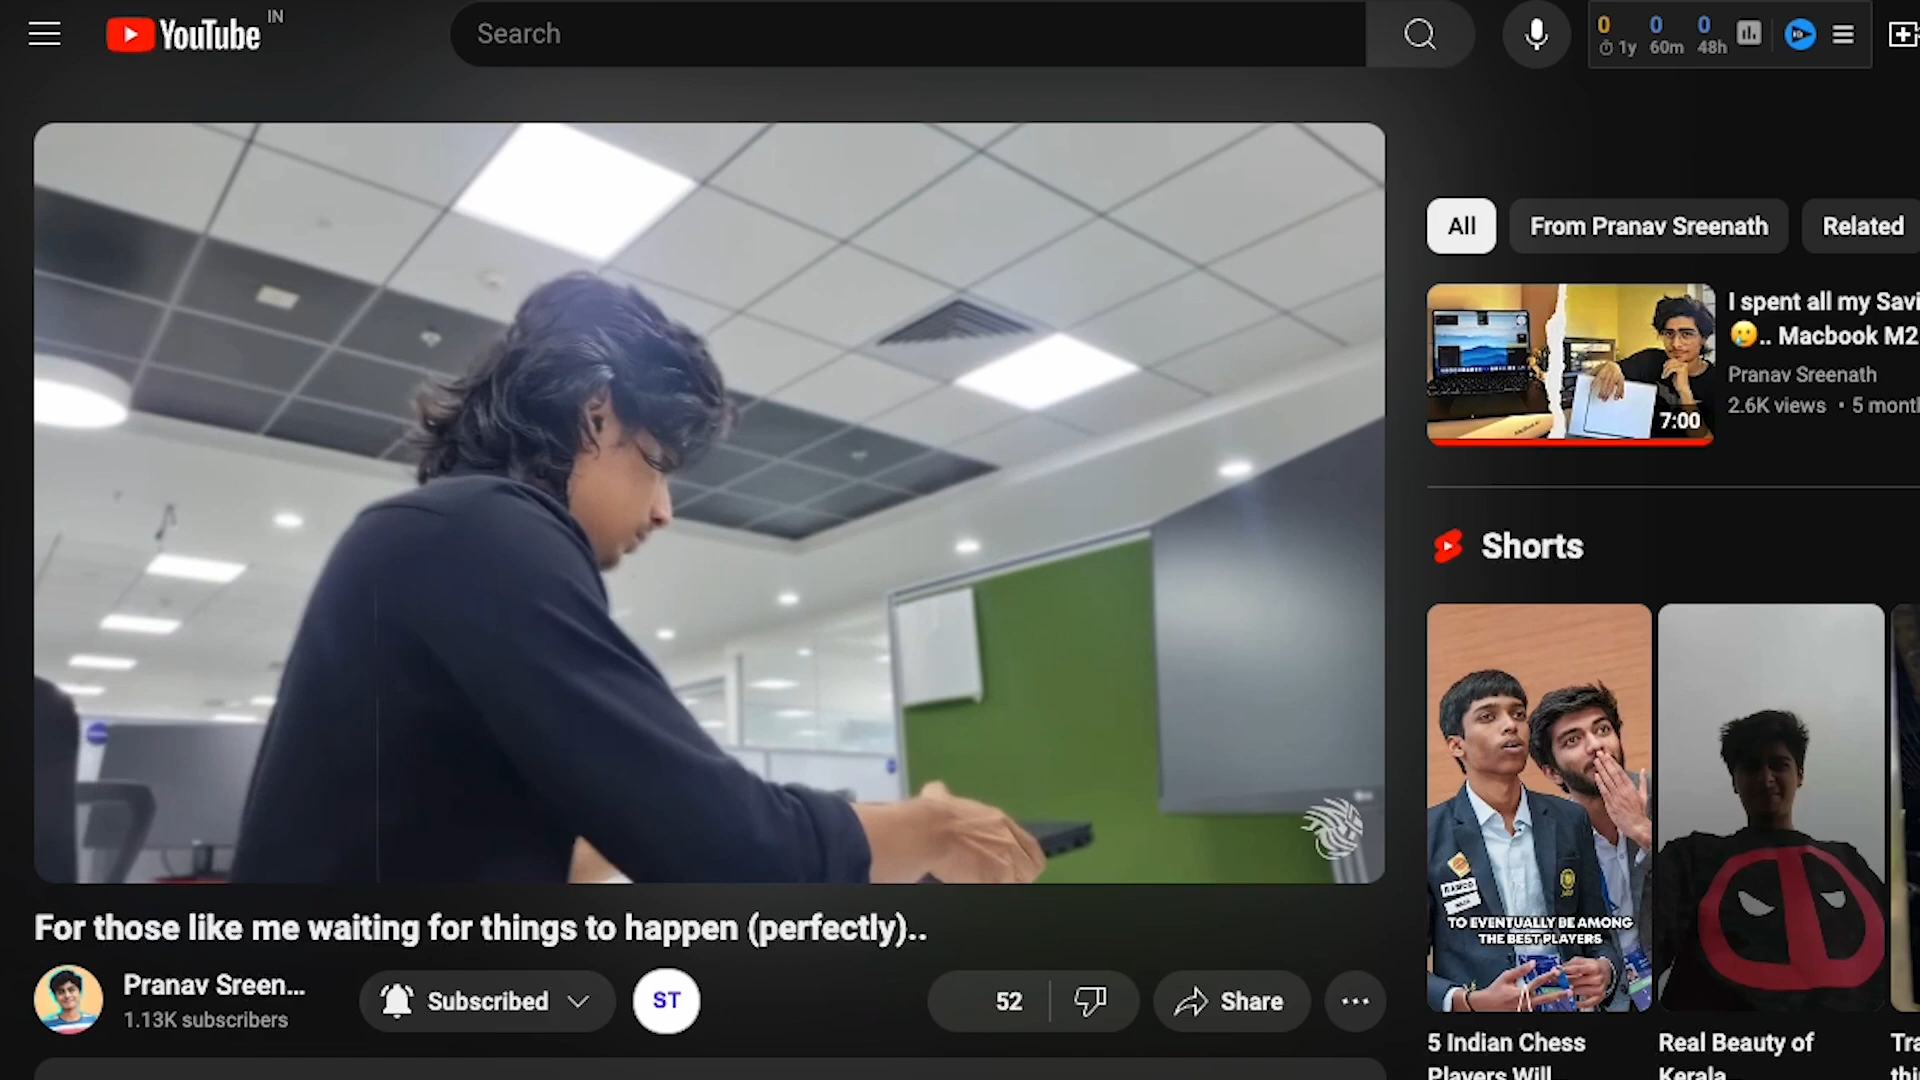 YouTube IN
Search
0 0 0
1y 60m 48h
All
From Pranav Sreenath
Related
I spent all my Savi
🥲.. Macbook M2
Pranav Sreenath
2.6K views • 5 mont
7:00
Shorts
TO EVENTUALLY BE AMONG
THE BEST PLAYERS
For those like me waiting for things to happen (perfectly)..
Pranav Sreen...
1.13K subscribers
Subscribed
ST
52
Share
5 Indian Chess
Players Will
Real Beauty of
Kerala